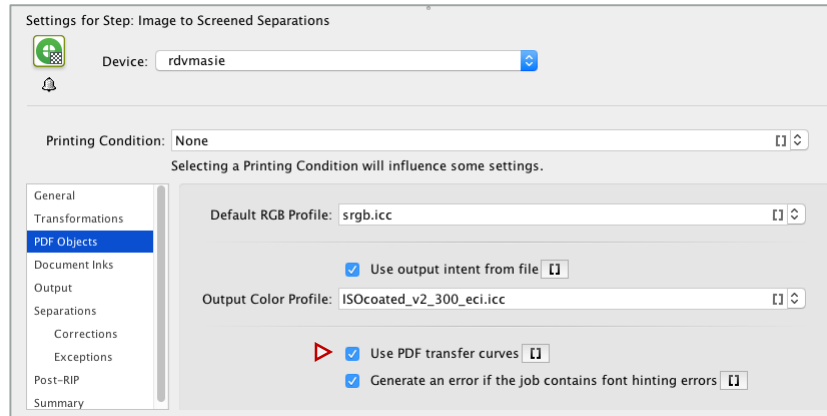 Settings for Step: Image to Screened Separations
Device: rdvmasie
Printing Condition: None []
Selecting a Printing Condition will influence some settings.
General
Transformations
PDF Objects
Document Inks
Output
Separations
Corrections
Exceptions
Post-RIP
Summary
Default RGB Profile: srgb.icc []
Use output intent from file []
Output Color Profile: ISOcoated_v2_300_eci.icc []
Use PDF transfer curves []
Generate an error if the job contains font hinting errors []